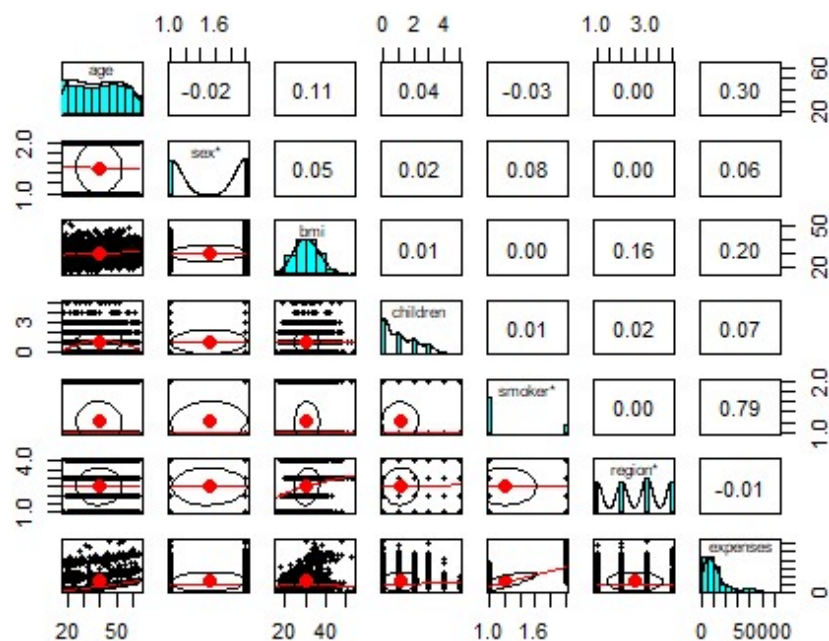 1.0 1.6 0 2 4 1.0 3.0
age -0.02 0.11 0.04 -0.03 0.00 0.30 20 60
1.0 2.0 sex* 0.05 0.02 0.08 0.00 0.06
bmi 0.01 0.00 0.16 0.20 20 50
0 3 children 0.01 0.02 0.07
smoker* 0.00 0.79 1.0 2.0
1.0 4.0 region* -0.01
expenses 0
20 50 20 40 1.0 1.6 0 50000